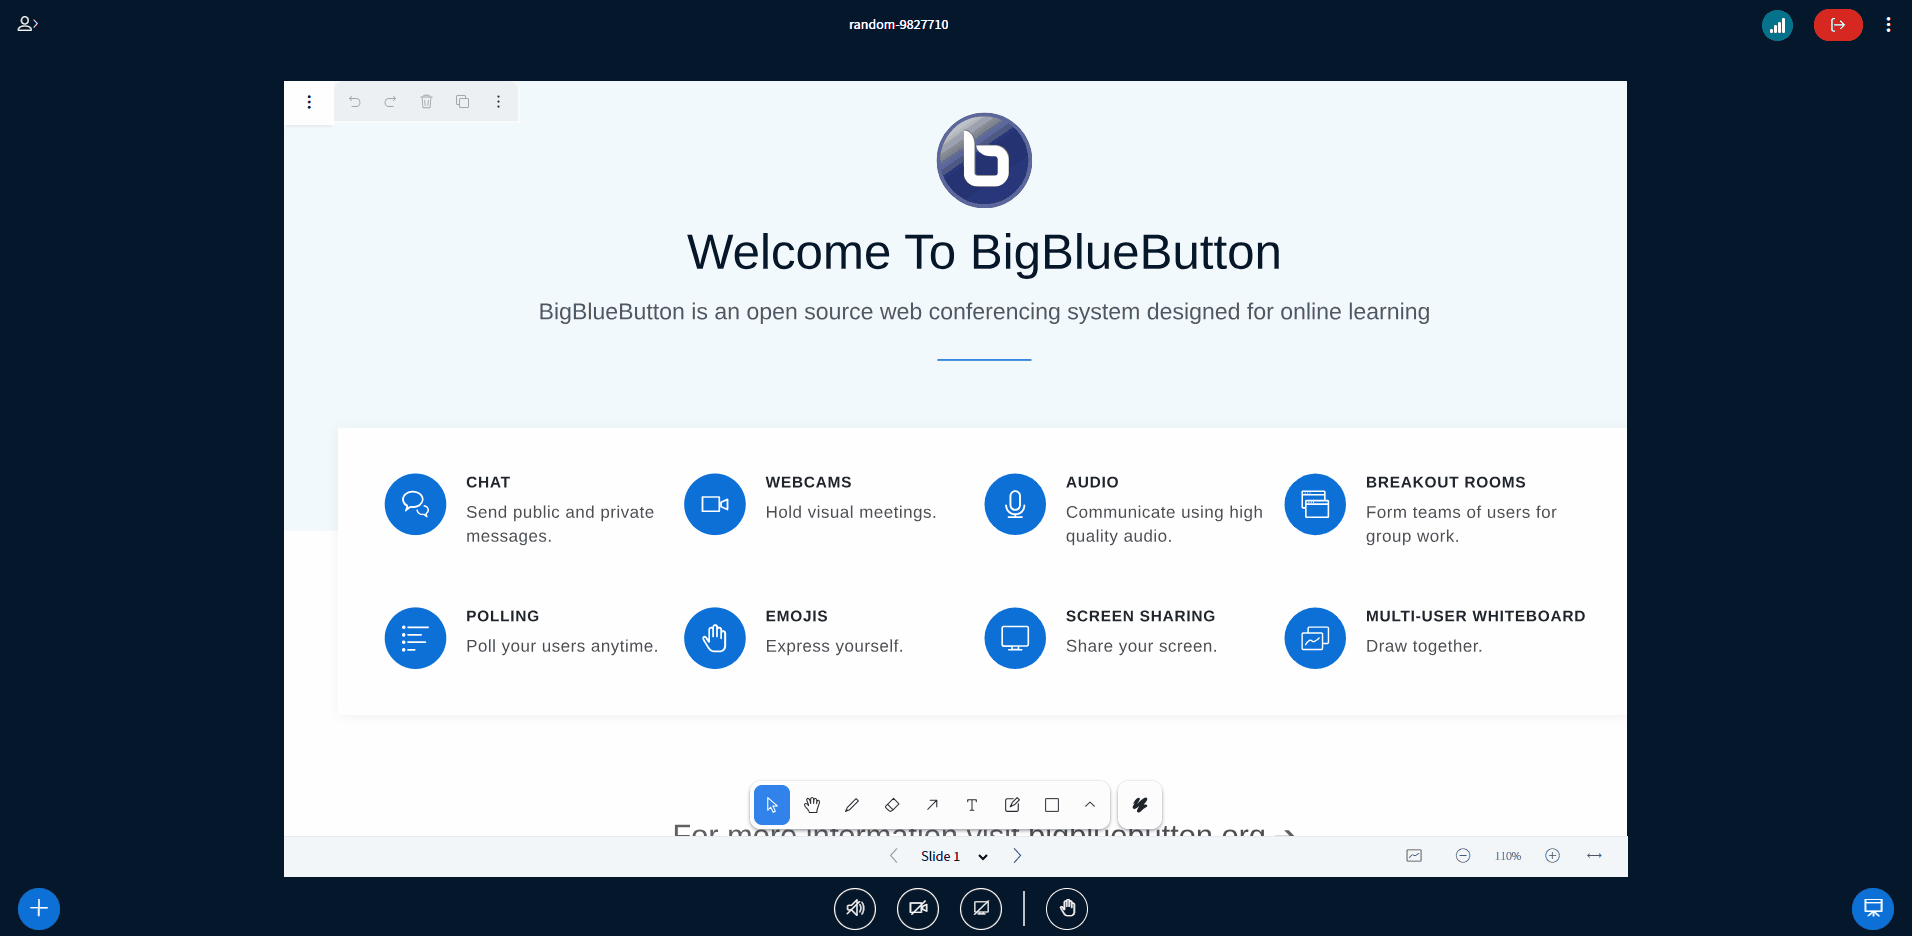 random-9827710
Welcome To BigBlueButton
BigBlueButton is an open source web conferencing system designed for online learning
CHAT
Send public and private
messages.
WEBCAMS
Hold visual meetings.
AUDIO
Communicate using high
quality audio.
BREAKOUT ROOMS
Form teams of users for
group work.
POLLING
Poll your users anytime.
EMOJIS
Express yourself.
SCREEN SHARING
Share your screen.
MULTI-USER WHITEBOARD
Draw together.
For more information visit bigbluebutton.org →
Slide 1
110%